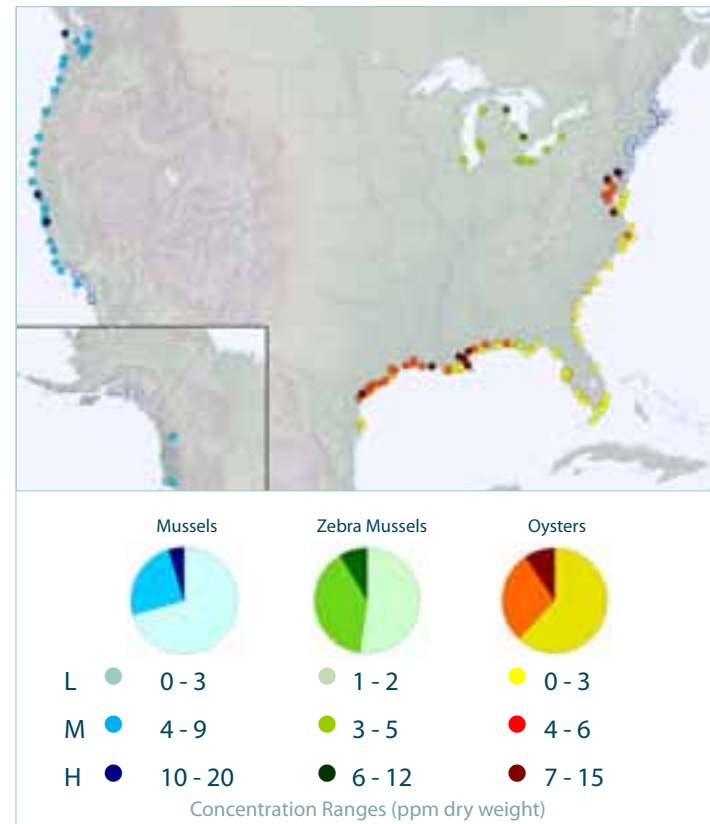 Mussels Zebra Mussels Oysters
L 0 - 3 1 - 2 0 - 3
M 4 - 9 3 - 5 4 - 6
H 10 - 20 6 - 12 7 - 15
Concentration Ranges (ppm dry weight)